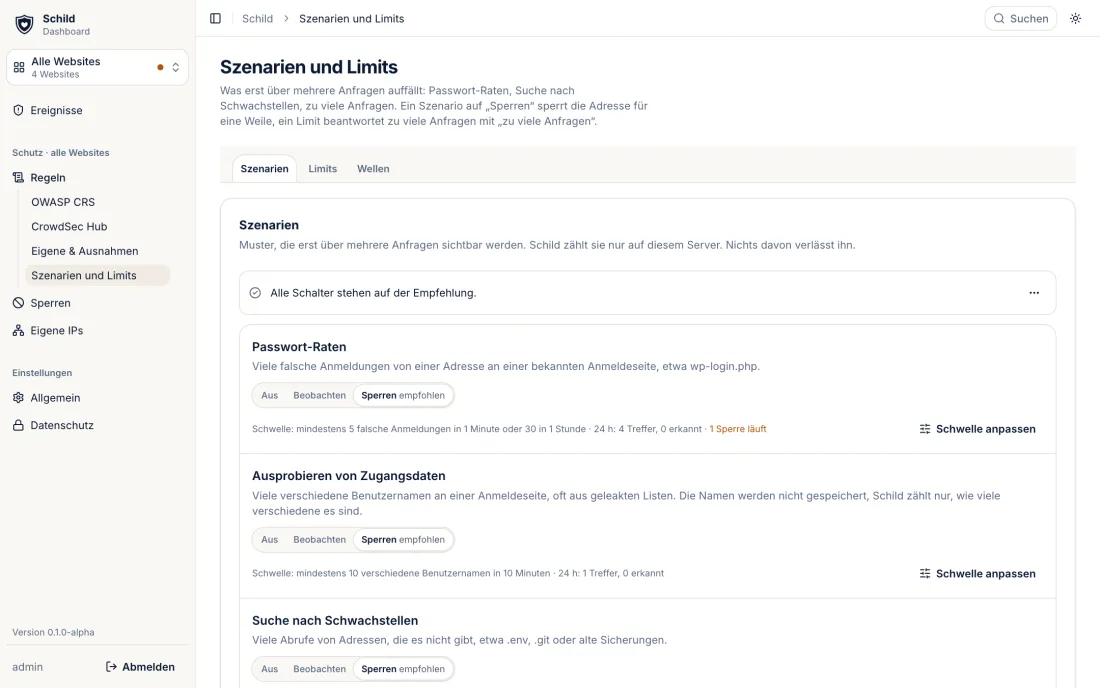 Schild
Dashboard
Alle Websites
4 Websites
Ereignisse
Schutz · alle Websites
Regeln
OWASP CRS
CrowdSec Hub
Eigene & Ausnahmen
Szenarien und Limits
Sperren
Eigene IPs
Einstellungen
Allgemein
Datenschutz
Version 0.1.0-alpha
admin
Abmelden
Schild > Szenarien und Limits
Suchen
Szenarien und Limits
Was erst über mehrere Anfragen auffällt: Passwort-Raten, Suche nach
Schwachstellen, zu viele Anfragen. Ein Szenario auf „Sperren“ sperrt die Adresse für
eine Weile, ein Limit beantwortet zu viele Anfragen mit „zu viele Anfragen“.
Szenarien Limits Wellen
Szenarien
Muster, die erst über mehrere Anfragen sichtbar werden. Schild zählt sie nur auf diesem Server. Nichts davon verlässt ihn.
Alle Schalter stehen auf der Empfehlung.
Passwort-Raten
Viele falsche Anmeldungen von einer Adresse an einer bekannten Anmeldeseite, etwa wp-login.php.
Aus Beobachten Sperren empfohlen
Schwelle: mindestens 5 falsche Anmeldungen in 1 Minute oder 30 in 1 Stunde · 24 h: 4 Treffer, 0 erkannt · 1 Sperre läuft
Schwelle anpassen
Ausprobieren von Zugangsdaten
Viele verschiedene Benutzernamen an einer Anmeldeseite, oft aus geleakten Listen. Die Namen werden nicht gespeichert, Schild zählt nur, wie viele
verschiedene es sind.
Aus Beobachten Sperren empfohlen
Schwelle: mindestens 10 verschiedene Benutzernamen in 10 Minuten · 24 h: 1 Treffer, 0 erkannt
Schwelle anpassen
Suche nach Schwachstellen
Viele Abrufe von Adressen, die es nicht gibt, etwa .env, .git oder alte Sicherungen.
Aus Beobachten Sperren empfohlen